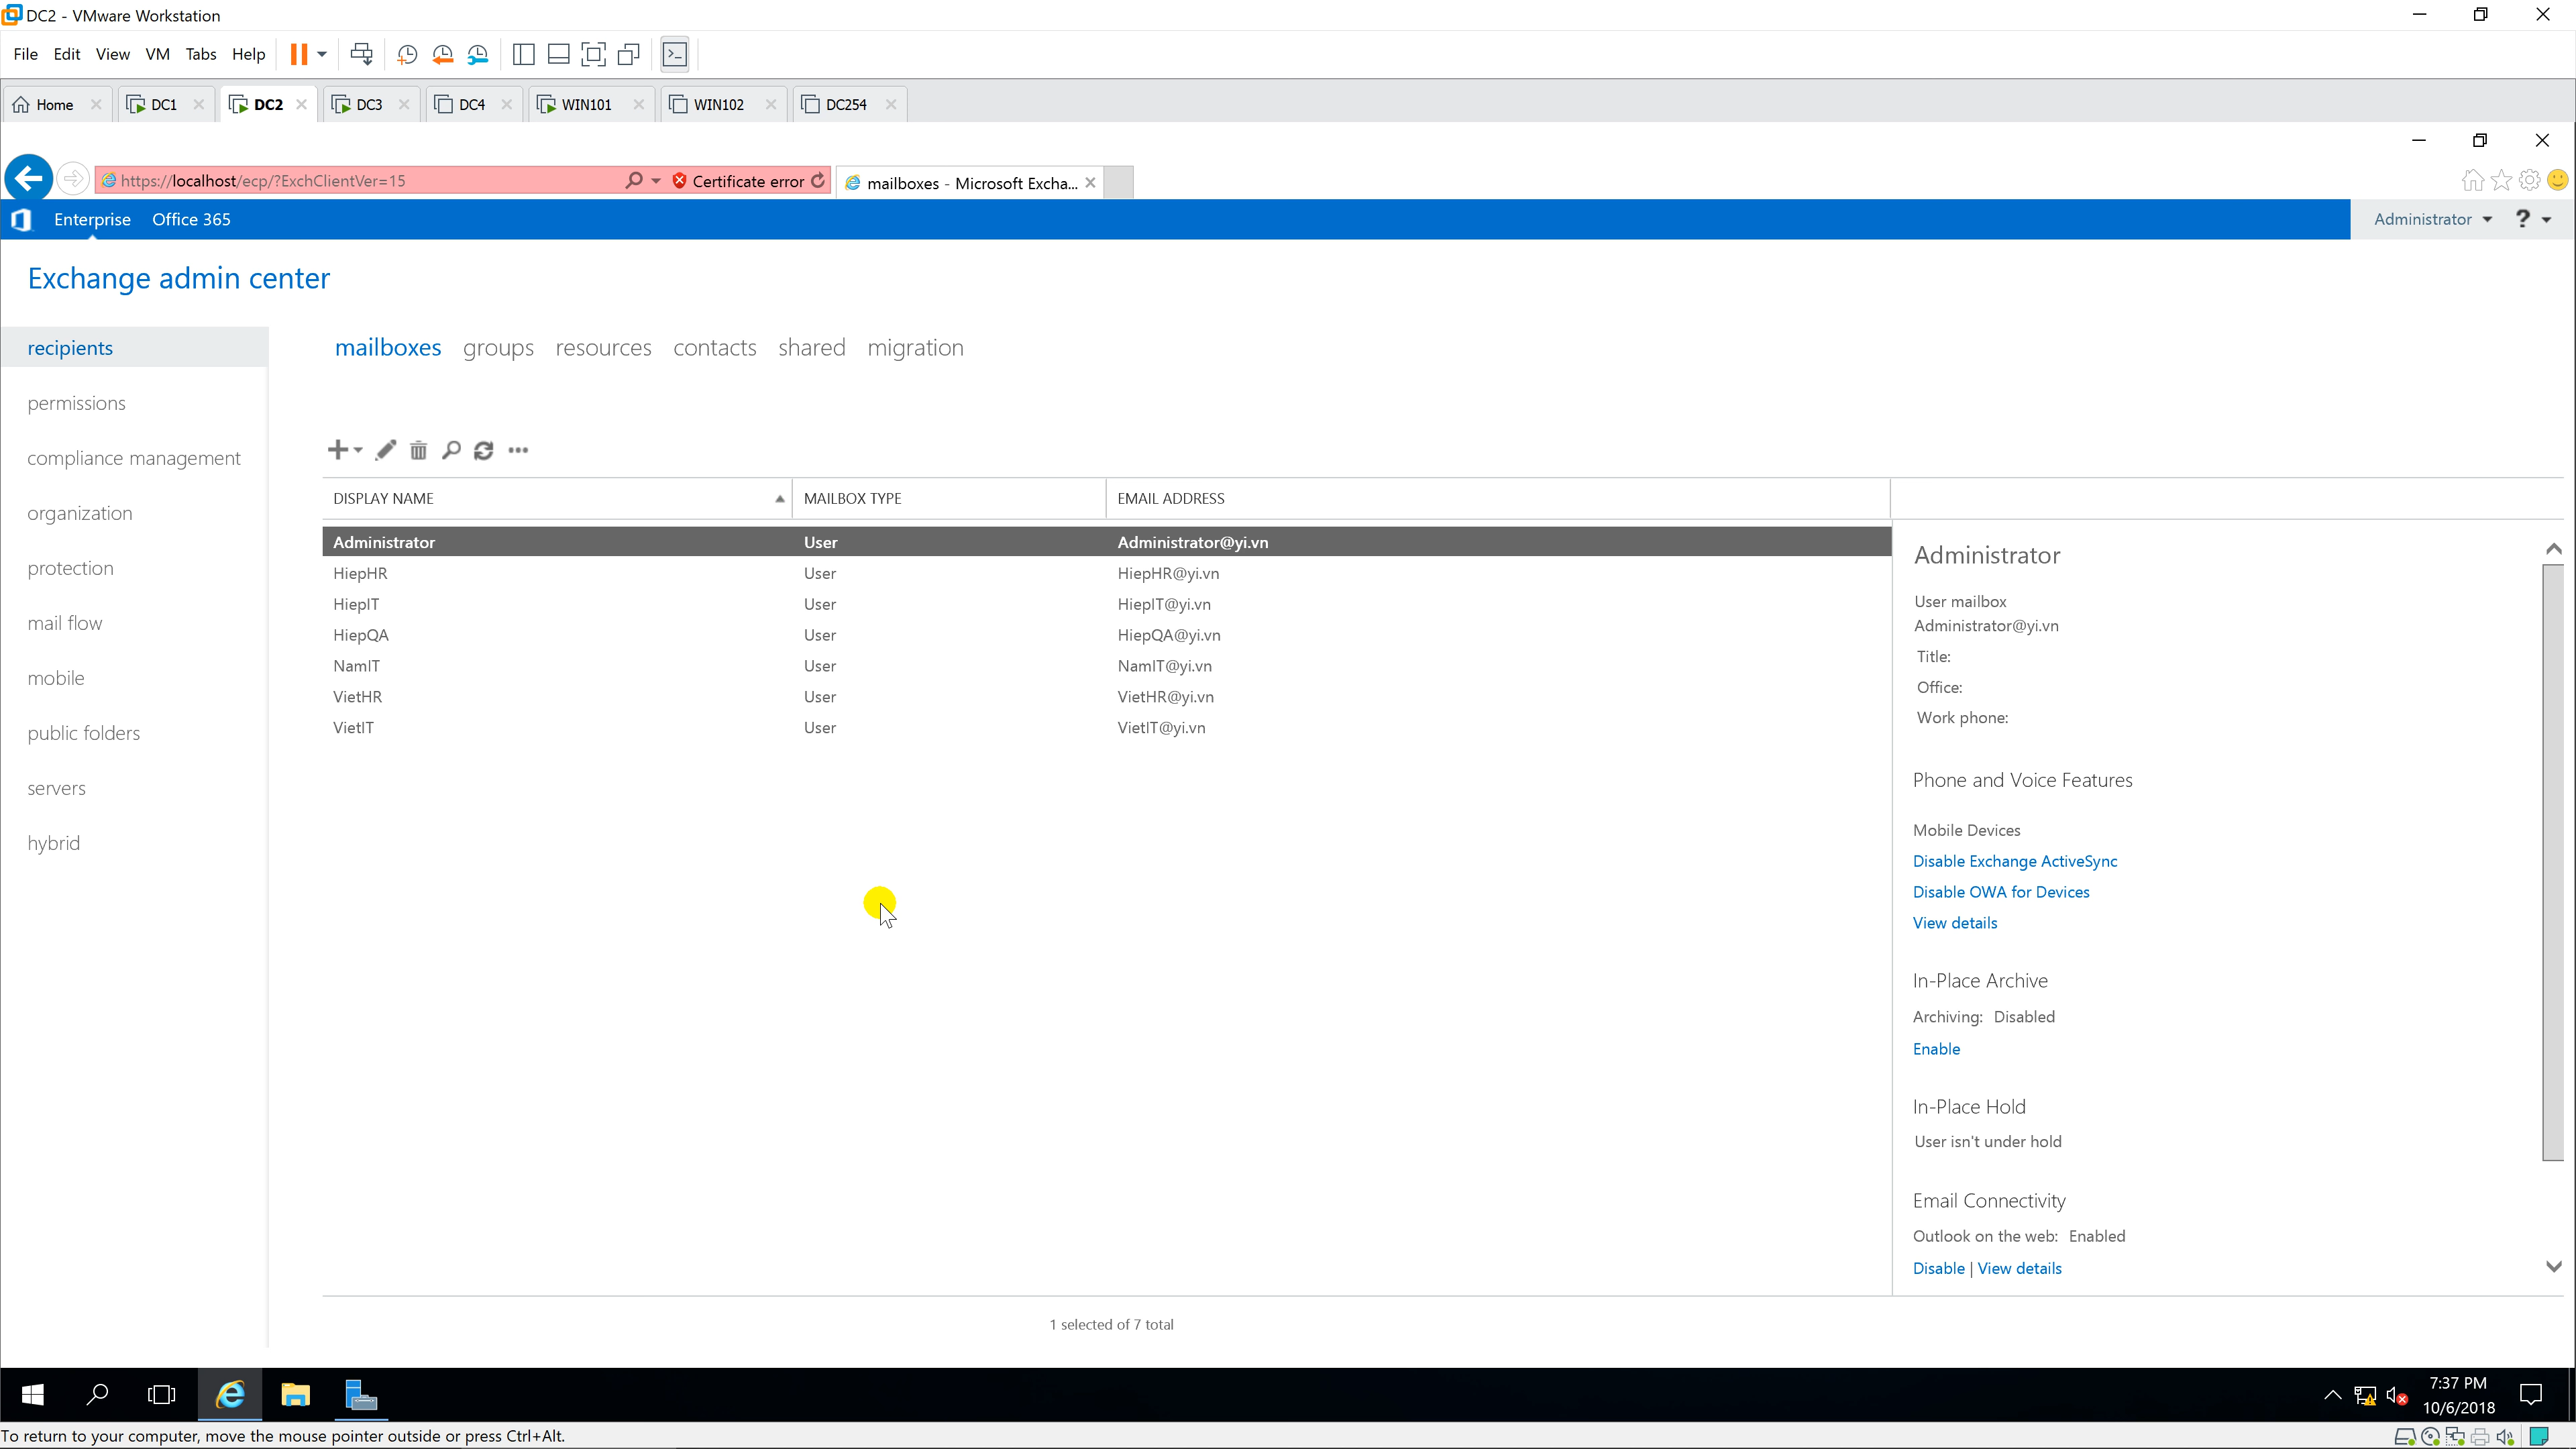 DC2 - VMware Workstation
File Edit View VM Tabs Help
Home DC1 DC2 DC3 DC4 WIN101 WIN102 DC254
https://localhost/ecp/?ExchClientVer=15 Certificate error mailboxes - Microsoft Excha...
Enterprise Office 365 Administrator ?
Exchange admin center
recipients
permissions
compliance management
organization
protection
mail flow
mobile
public folders
servers
hybrid
mailboxes groups resources contacts shared migration
DISPLAY NAME MAILBOX TYPE EMAIL ADDRESS
Administrator User Administrator@yi.vn
HiepHR User HiepHR@yi.vn
HiepIT User HiepIT@yi.vn
HiepQA User HiepQA@yi.vn
NamIT User NamIT@yi.vn
VietHR User VietHR@yi.vn
VietIT User VietIT@yi.vn
Administrator
User mailbox
Administrator@yi.vn
Title:
Office:
Work phone:
Phone and Voice Features
Mobile Devices
Disable Exchange ActiveSync
Disable OWA for Devices
View details
In-Place Archive
Archiving: Disabled
Enable
In-Place Hold
User isn't under hold
Email Connectivity
Outlook on the web: Enabled
Disable | View details
1 selected of 7 total
7:37 PM
10/6/2018
To return to your computer, move the mouse pointer outside or press Ctrl+Alt.